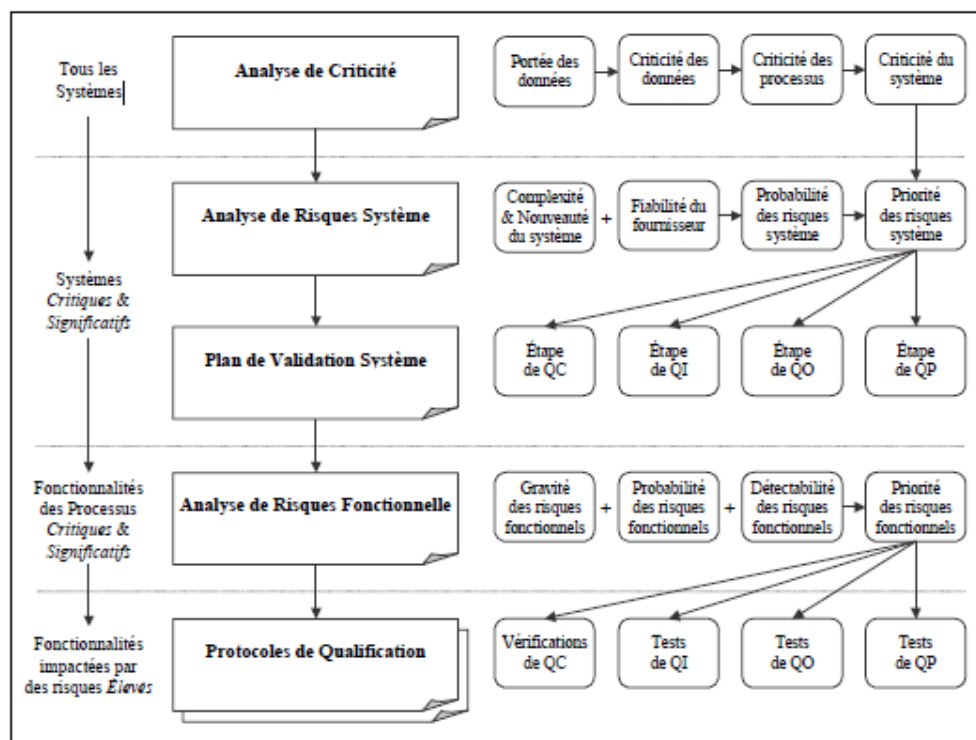 Tous les
Systèmes
Analyse de Criticité
Portée des
données
Criticité des
données
Criticité des
processus
Criticité du
système
Analyse de Risques Système
Complexité
& Nouveauté
du système
+
Fiabilité du
fournisseur
Probabilité
des risques
système
Priorité
des risques
système
Systèmes
Critiques &
Significatifs
Plan de Validation Système
Étape
de QC
Étape
de QI
Étape
de QO
Étape
de QP
Fonctionnalités
des Processus
Critiques &
Significatifs
Analyse de Risques Fonctionnelle
Gravité
des risques
fonctionnels
+
Probabilité
des risques
fonctionnels
+
Détectabilité
des risques
fonctionnels
Priorité
des risques
fonctionnels
Fonctionnalités
impactées par
des risques Élevés
Protocoles de Qualification
Vérifications
de QC
Tests
de QI
Tests
de QO
Tests
de QP